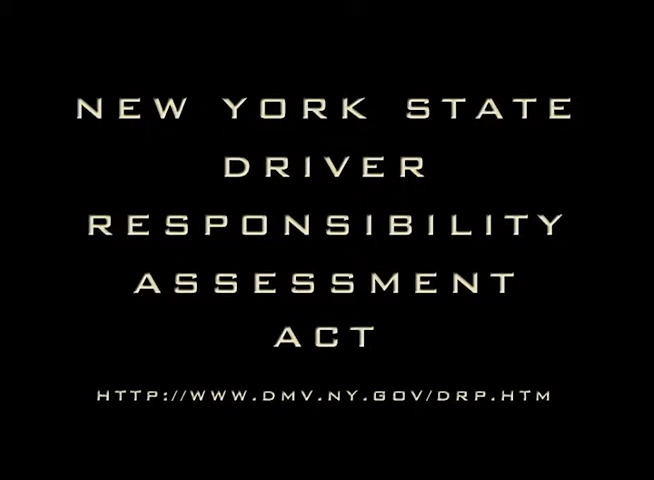 NEW YORK STATE
DRIVER
RESPONSIBILITY
ASSESSMENT
ACT
HTTP://WWW.DMV.NY.GOV/DRP.HTM